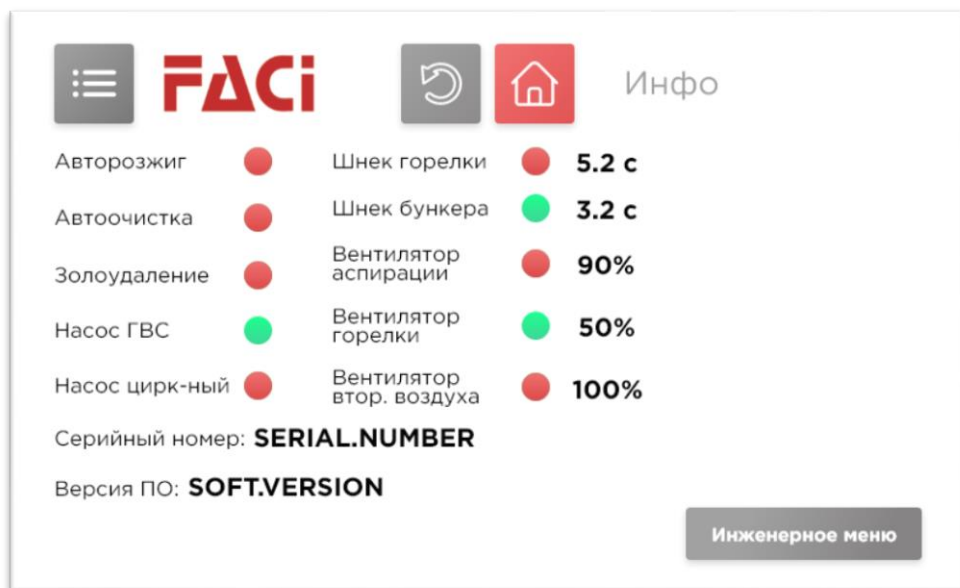 FACi
Инфо
Авторозжиг
Шнек горелки 5.2 с
Автоочистка
Шнек бункера 3.2 с
Золоудаление
Вентилятор
аспирации 90%
Насос ГВС
Вентилятор
горелки 50%
Насос цирк-ный
Вентилятор
втор. воздуха 100%
Серийный номер: SERIAL.NUMBER
Версия ПО: SOFT.VERSION
Инженерное меню